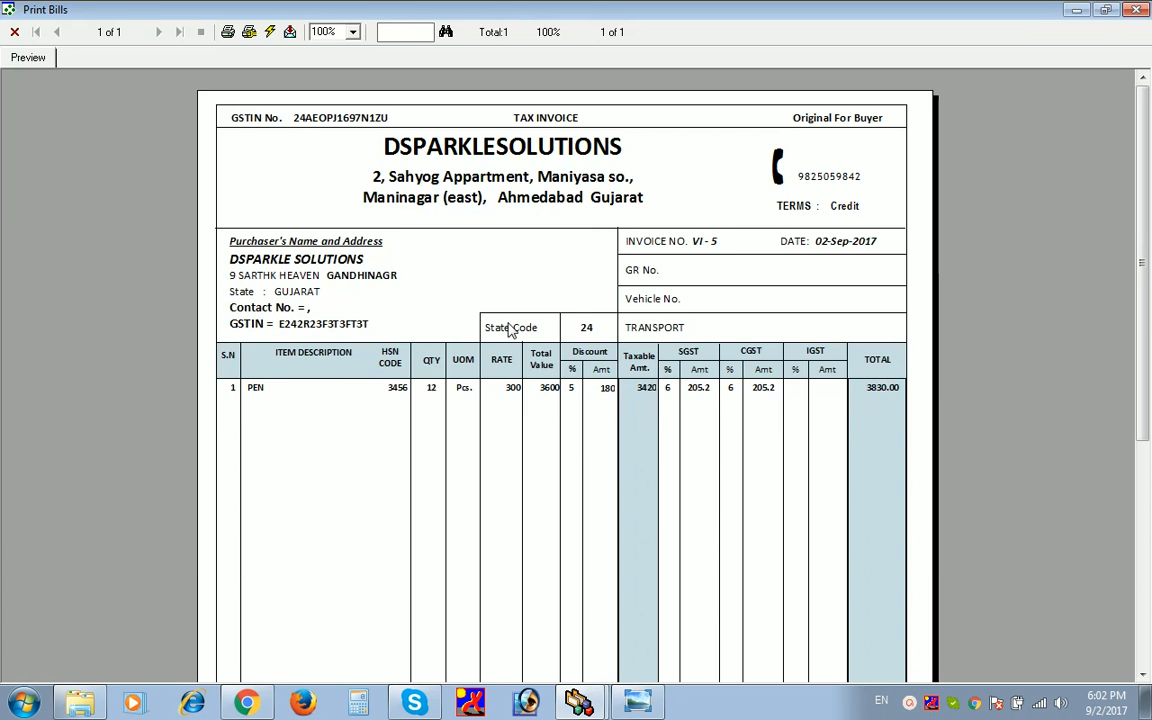 Print Bills
1 of 1
100%
Total:1
100%
1 of 1
Preview
GSTIN No. 24AEOPJ1697N1ZU
TAX INVOICE
Original For Buyer
DSPARKLESOLUTIONS
2, Sahyog Appartment, Maniyasa so.,
Maninagar (east), Ahmedabad Gujarat
9825059842
TERMS : Credit
Purchaser's Name and Address
DSPARKLE SOLUTIONS
9 SARTHK HEAVEN GANDHINAGR
State : GUJARAT
Contact No. = ,
GSTIN = E242R23F3T3FT3T
INVOICE NO. VI - 5 DATE: 02-Sep-2017
GR No.
Vehicle No.
State Code 24 TRANSPORT
S.N ITEM DESCRIPTION HSN CODE QTY UOM RATE Total Value Discount % Amt Taxable Amt. SGST % Amt CGST % Amt IGST % Amt TOTAL
1 PEN 3456 12 Pcs. 300 3600 5 180 3420 6 205.2 6 205.2 3830.00
EN
6:02 PM
9/2/2017